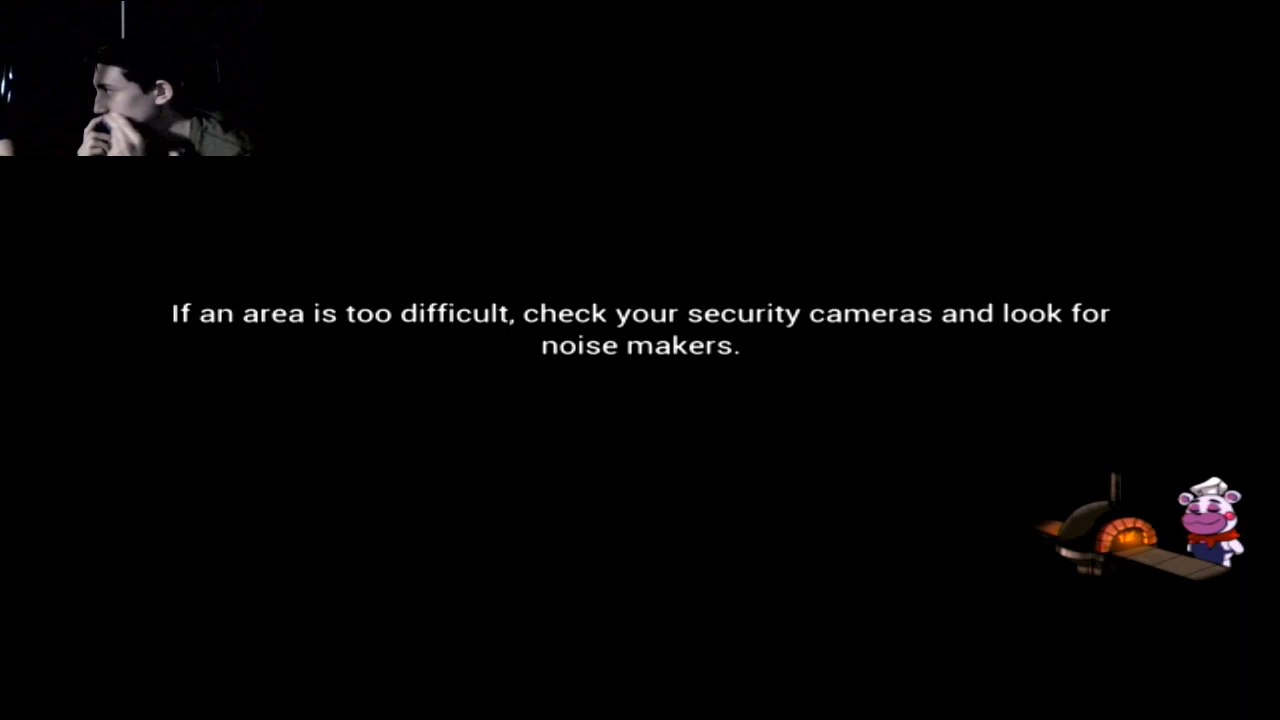 If an area is too difficult, check your security cameras and look for
noise makers.